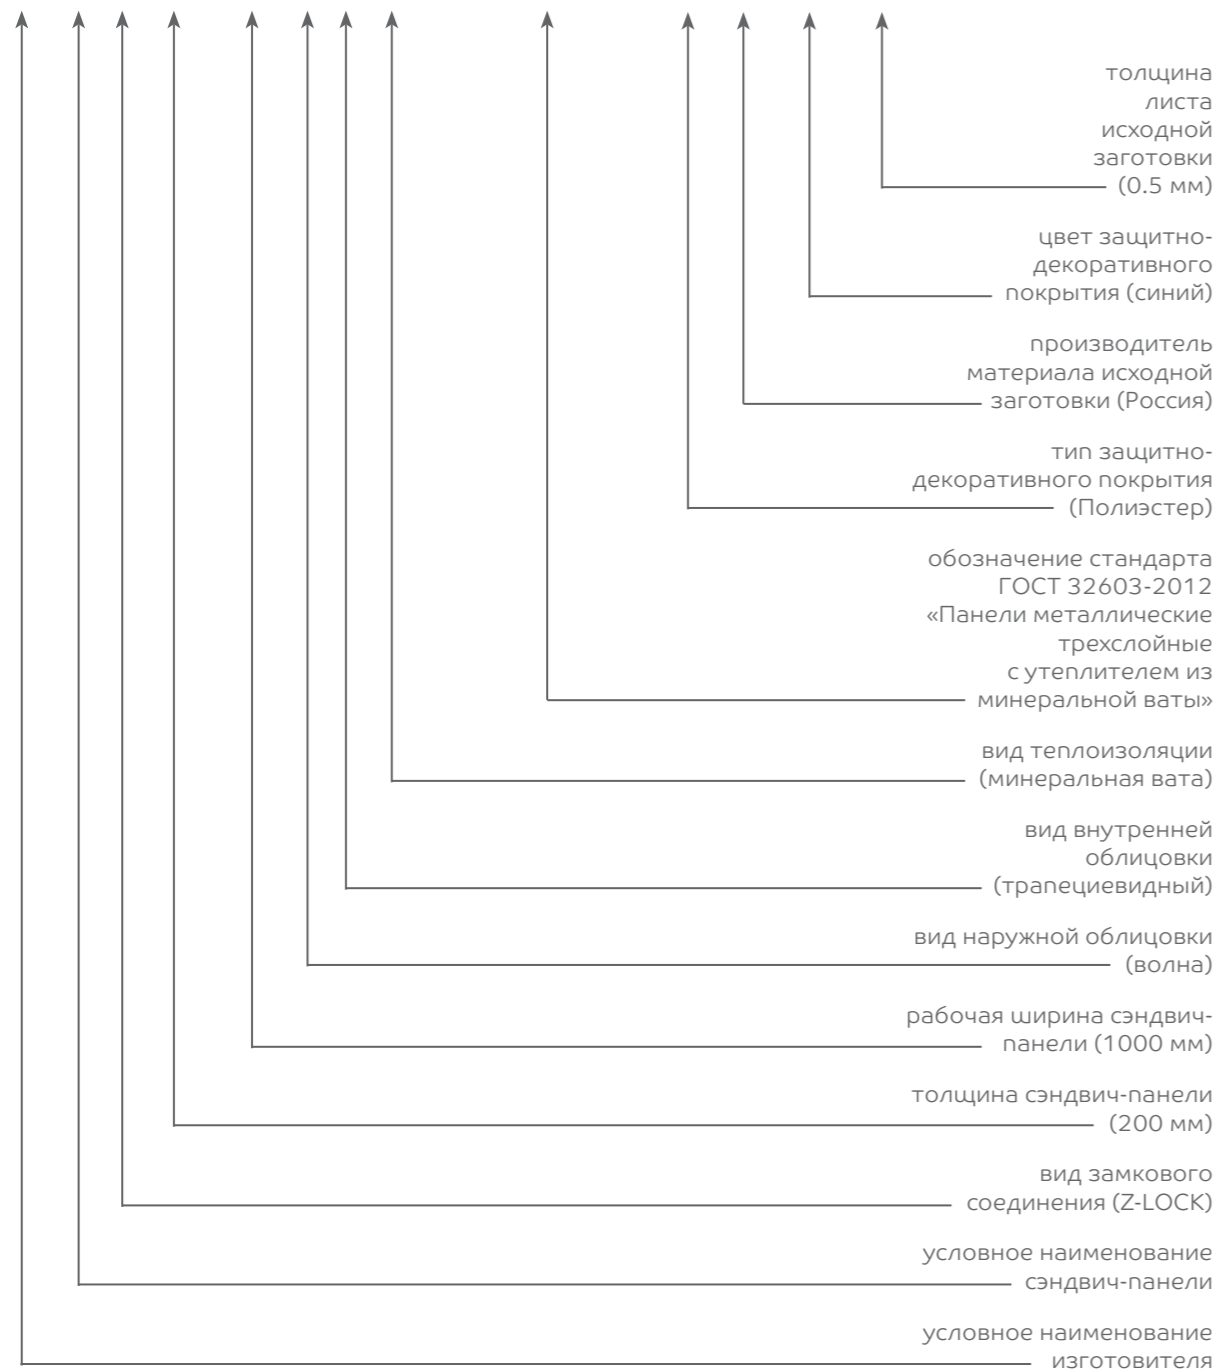 толщина
листа
исходной
заготовки
(0.5 мм)
цвет защитно-
декоративного
покрытия (синий)
производитель
материала исходной
заготовки (Россия)
тип защитно-
декоративного покрытия
(Полиэстер)
обозначение стандарта
ГОСТ 32603-2012
«Панели металлические
трехслойные
с утеплителем из
минеральной ваты»
вид теплоизоляции
(минеральная вата)
вид внутренней
облицовки
(трапециевидный)
вид наружной облицовки
(волна)
рабочая ширина сэндвич-
панели (1000 мм)
толщина сэндвич-панели
(200 мм)
вид замкового
соединения (Z-LOCK)
условное наименование
сэндвич-панели
условное наименование
изготовителя